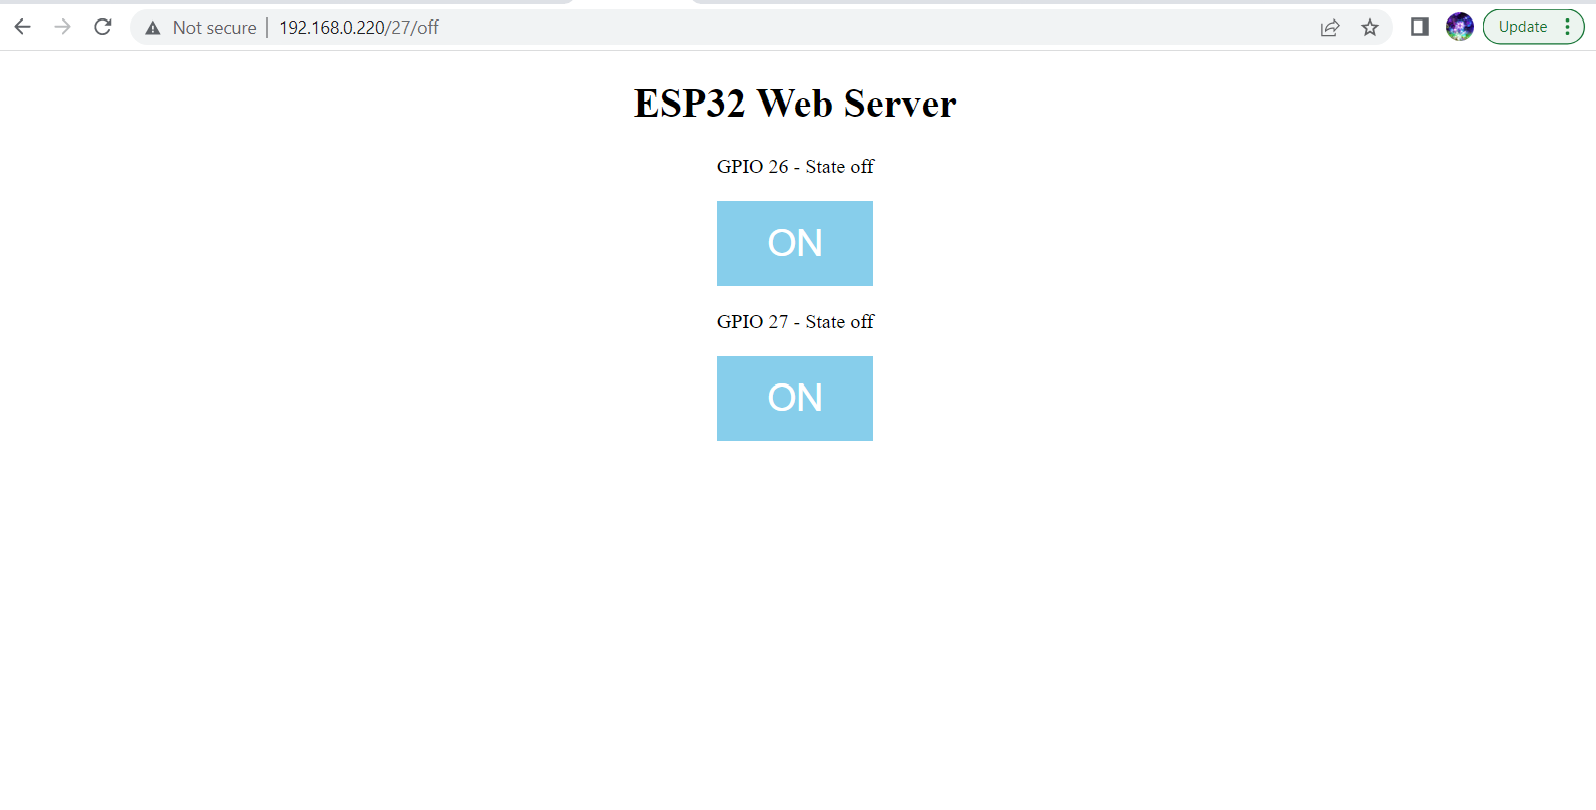 Not secure | 192.168.0.220/27/off
Update
ESP32 Web Server
GPIO 26 - State off
ON
GPIO 27 - State off
ON